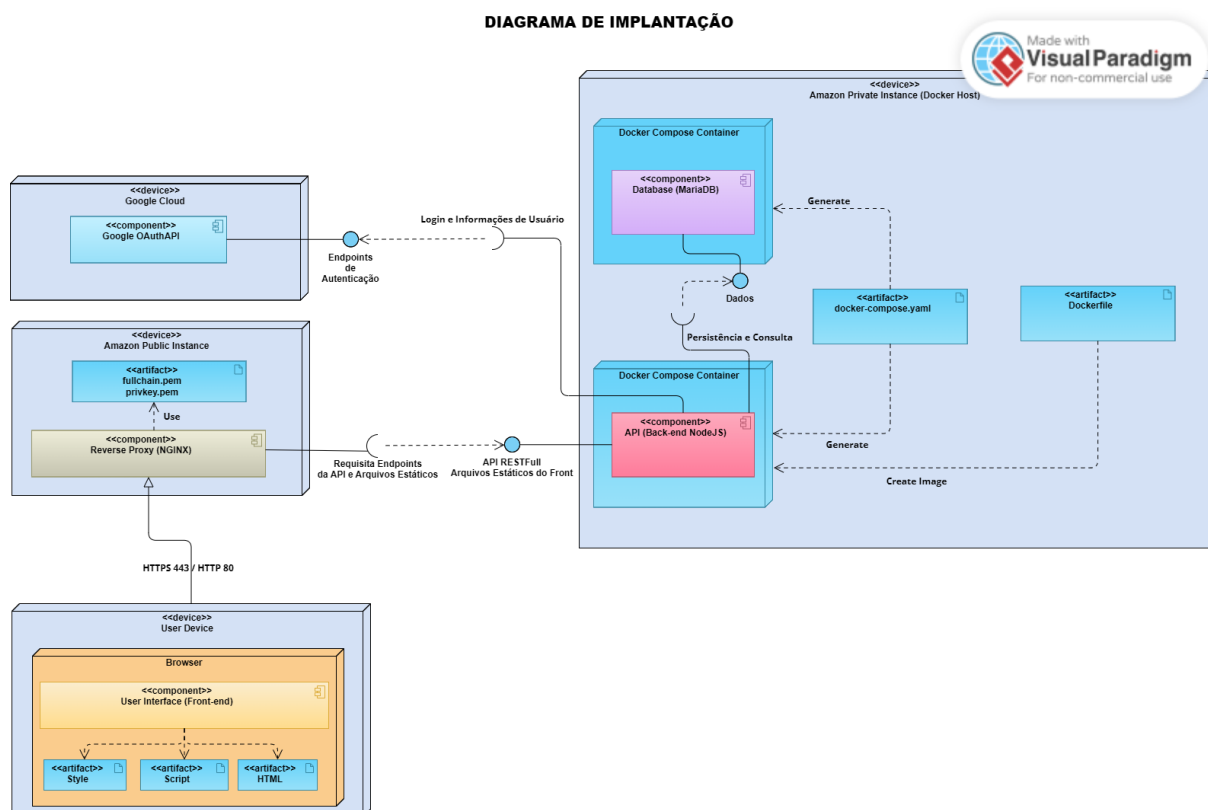 DIAGRAMA DE IMPLANTAÇÃO
Made with
Visual Paradigm
For non-commercial use
<<device>>
Amazon Private Instance (Docker Host)
Docker Compose Container
<<component>>
Database (MariaDB)
<<device>>
Google Cloud
<<component>>
Google OAuthAPI
Login e Informações de Usuário
Endpoints
de
Autenticação
Generate
Dados
<<artifact>>
docker-compose.yaml
<<artifact>>
Dockerfile
Persistência e Consulta
<<device>>
Amazon Public Instance
<<artifact>>
fullchain.pem
privkey.pem
Use
<<component>>
Reverse Proxy (NGINX)
Requisita Endpoints
da API e Arquivos Estáticos
API RESTFull
Arquivos Estáticos do Front
Docker Compose Container
<<component>>
API (Back-end NodeJS)
Generate
Create Image
HTTPS 443 / HTTP 80
<<device>>
User Device
Browser
<<component>>
User Interface (Front-end)
<<artifact>>
Style
<<artifact>>
Script
<<artifact>>
HTML